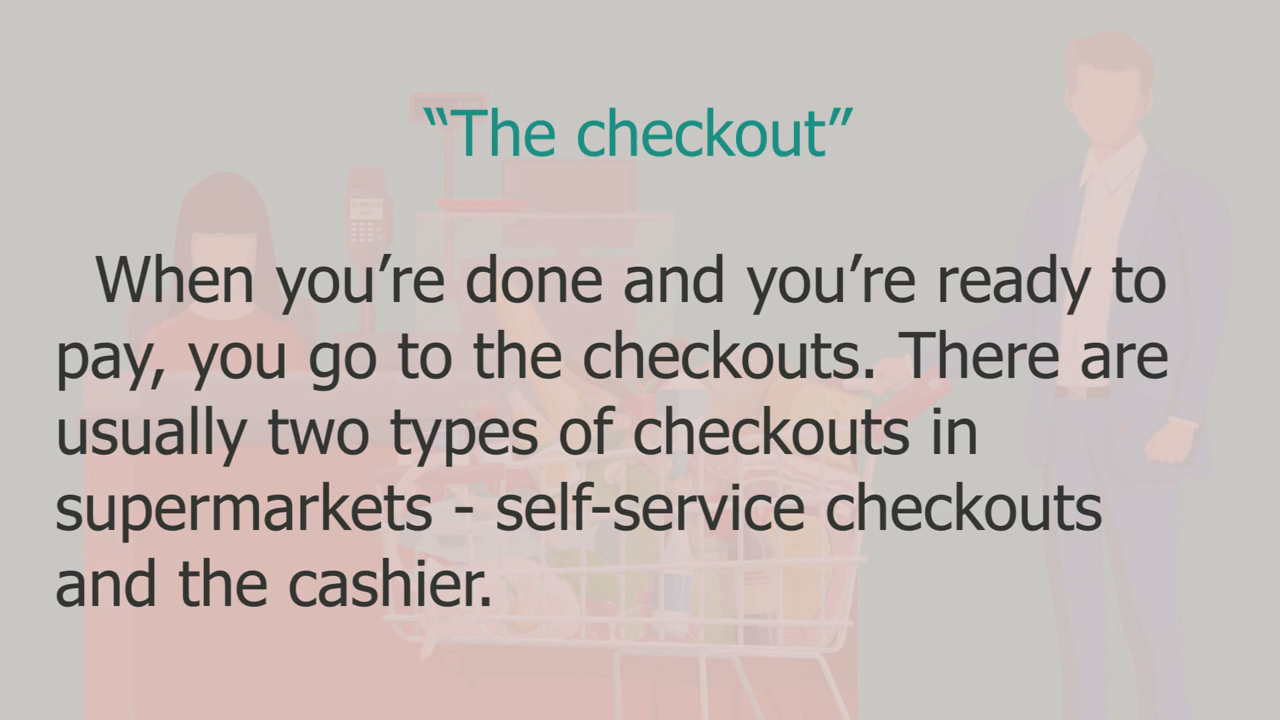 “The checkout”
When you’re done and you’re ready to
pay, you go to the checkouts. There are
usually two types of checkouts in
supermarkets - self-service checkouts
and the cashier.